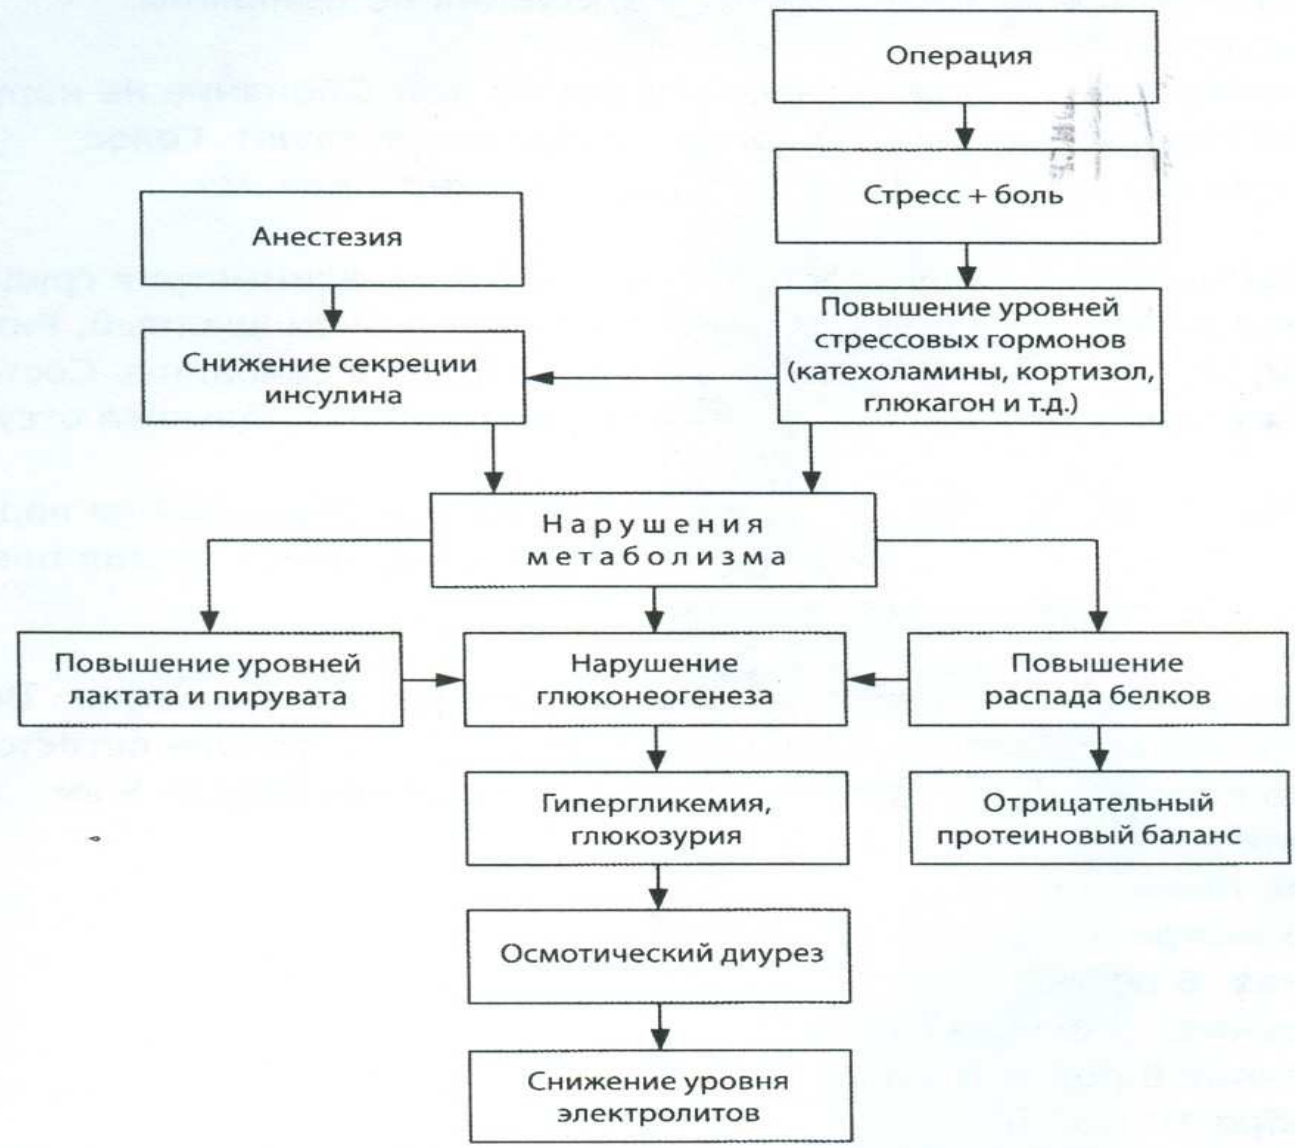 Операция
Стресс + боль
Анестезия
Повышение уровней
стрессовых гормонов
(катехоламины, кортизол,
глюкагон и т.д.)
Снижение секреции
инсулина
Нарушения
метаболизма
Повышение уровней
лактата и пирувата
Нарушение
глюконеогенеза
Повышение
распада белков
Гипергликемия,
глюкозурия
Отрицательный
протеиновый баланс
Осмотический диурез
Снижение уровня
электролитов